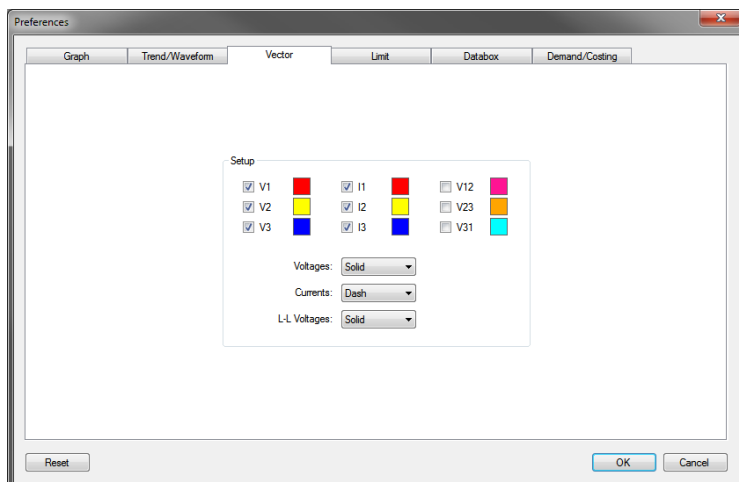 Preferences
Graph Trend/Waveform Vector Limit Databox Demand/Costing
Setup
V1 I1 V12
V2 I2 V23
V3 I3 V31
Voltages: Solid
Currents: Dash
L-L Voltages: Solid
Reset OK Cancel